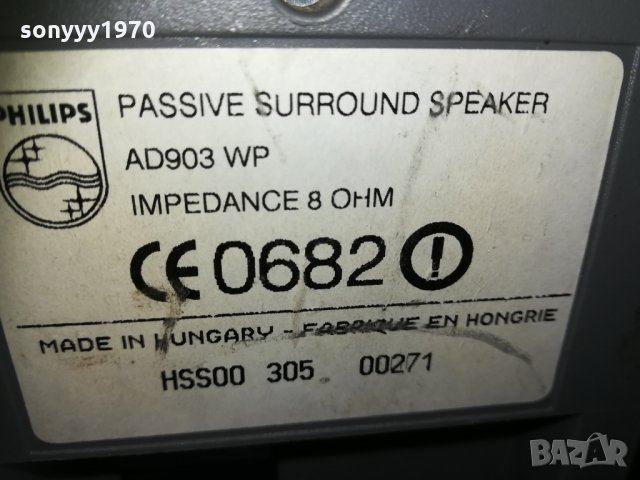 sonyyy1970
PHILIPS
PASSIVE SURROUND SPEAKER
AD903 WP
IMPEDANCE 8 OHM
CE 0682 !
MADE IN HUNGARY - FABRIQUE EN HONGRIE
HSS00 305 00271
BAZAR